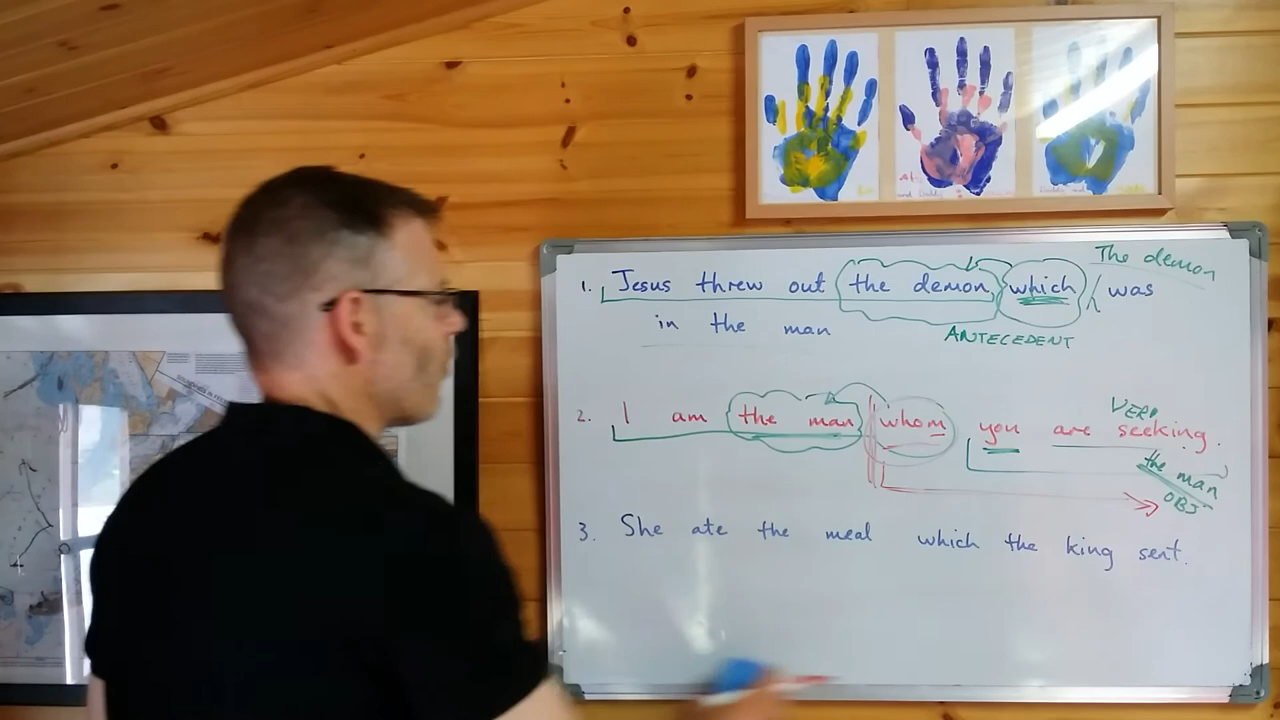 The demon
1. Jesus threw out the demon which was
in the man
ANTECEDENT
VERB
2. I am the man whom you are seeking.
the man
OBJ
3. She ate the meal which the king sent.